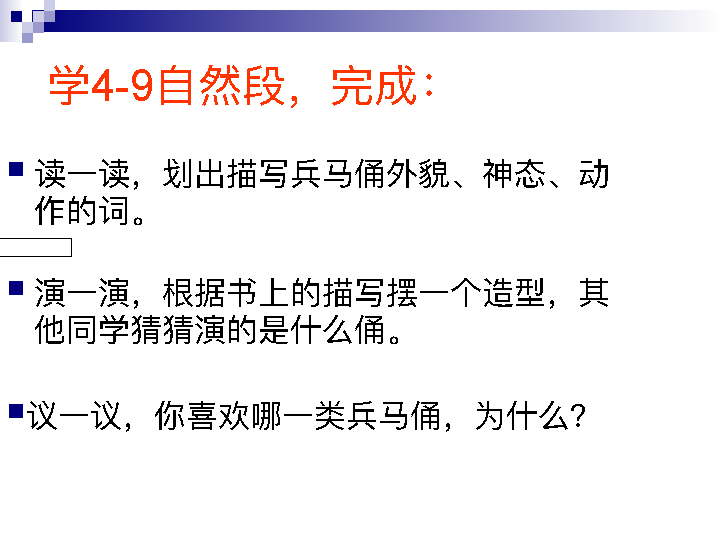 学4-9自然段，完成：
读一读，划出描写兵马俑外貌、神态、动
作的词。
演一演，根据书上的描写摆一个造型，其
他同学猜猜演的是什么俑。
议一议，你喜欢哪一类兵马俑，为什么?